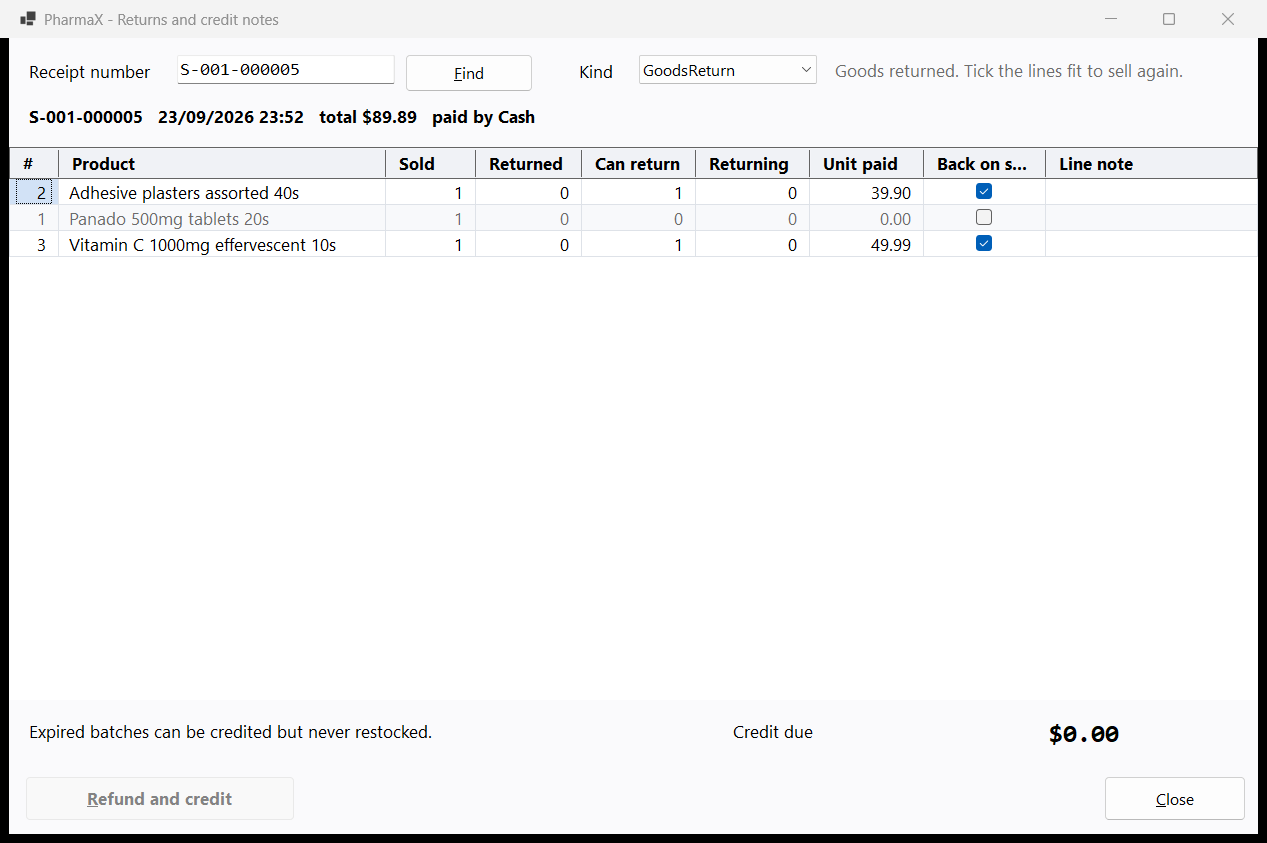 PharmaX - Returns and credit notes
Receipt number S-001-000005 Find Kind GoodsReturn Goods returned. Tick the lines fit to sell again.
S-001-000005 23/09/2026 23:52 total $89.89 paid by Cash
# Product Sold Returned Can return Returning Unit paid Back on s... Line note
2 Adhesive plasters assorted 40s 1 0 1 0 39.90
1 Panado 500mg tablets 20s 1 0 0 0 0.00
3 Vitamin C 1000mg effervescent 10s 1 0 1 0 49.99
Expired batches can be credited but never restocked. Credit due $0.00
Refund and credit Close